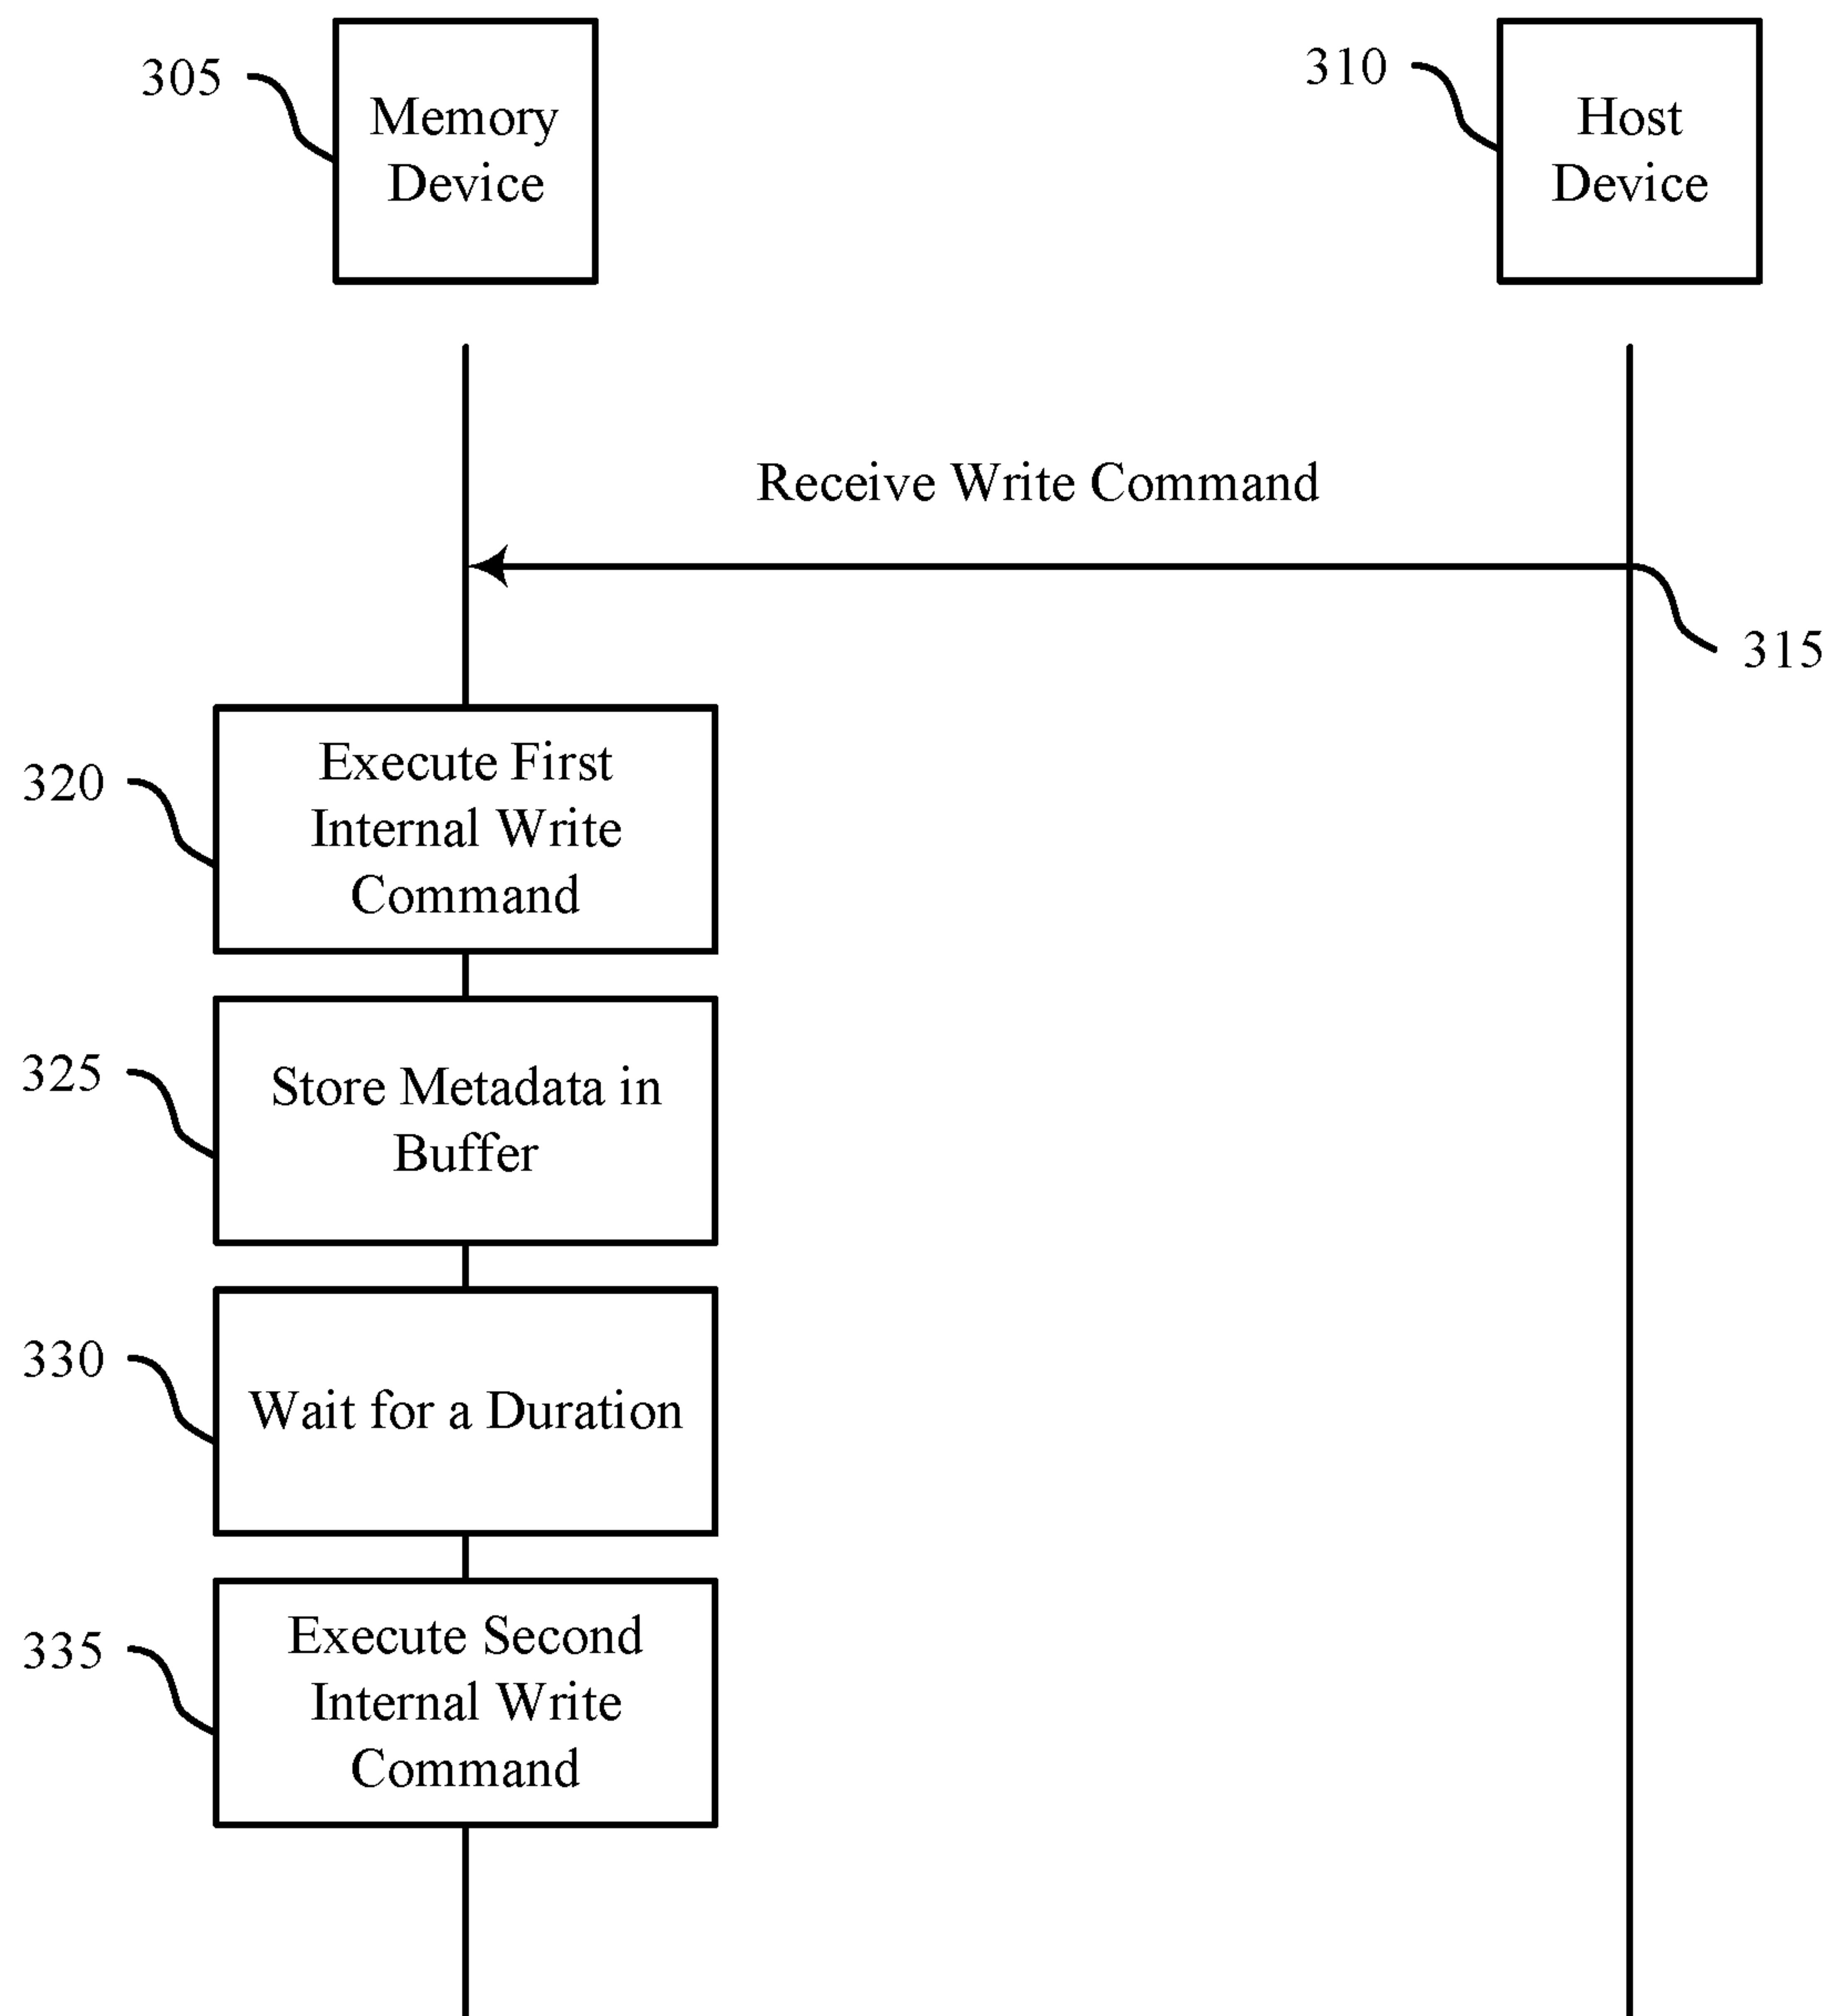 305
Memory
Device
310
Host
Device
Receive Write Command
315
320
Execute First
Internal Write
Command
325
Store Metadata in
Buffer
330
Wait for a Duration
335
Execute Second
Internal Write
Command